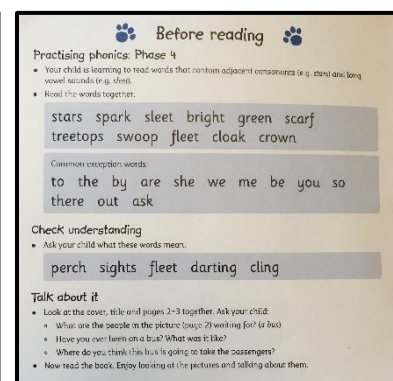 Before reading
Practising phonics: Phase 4
• Your child is learning to read words that contain adjacent consonants (e.g. stars) and long
vowel sounds (e.g. sleet).
• Read the words together.
stars spark sleet bright green scarf
treetops swoop fleet cloak crown
Common exception words:
to the by are she we me be you so
there out ask
Check understanding
• Ask your child what these words mean.
perch sights fleet darting cling
Talk about it
• Look at the cover, title and pages 2–3 together. Ask your child:
◦ What are the people in the picture (page 2) waiting for? (a bus)
◦ Have you ever been on a bus? What was it like?
◦ Where do you think this bus is going to take the passengers?
• Now read the book. Enjoy looking at the pictures and talking about them.